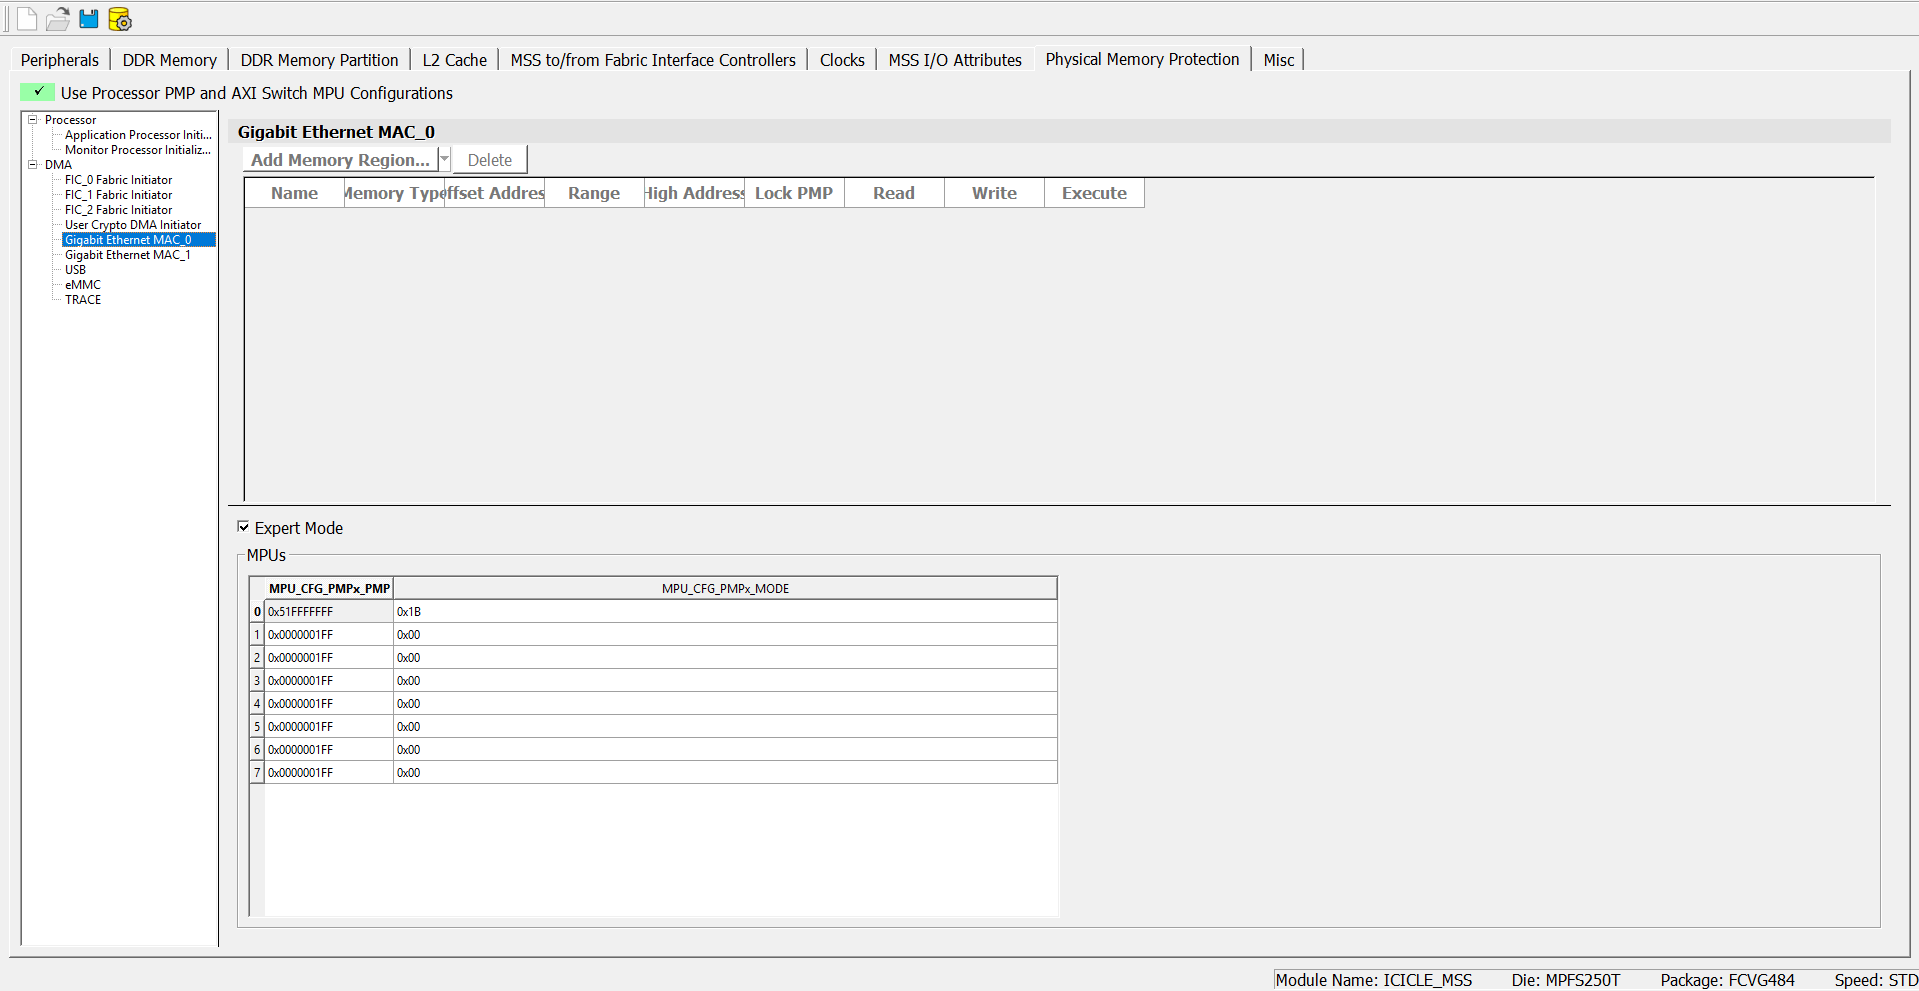 Peripherals DDR Memory DDR Memory Partition L2 Cache MSS to/from Fabric Interface Controllers Clocks MSS I/O Attributes Physical Memory Protection Misc
✓ Use Processor PMP and AXI Switch MPU Configurations
Processor
Application Processor Initi...
Monitor Processor Initializ...
DMA
FIC_0 Fabric Initiator
FIC_1 Fabric Initiator
FIC_2 Fabric Initiator
User Crypto DMA Initiator
Gigabit Ethernet MAC_0
Gigabit Ethernet MAC_1
USB
eMMC
TRACE
Gigabit Ethernet MAC_0
Add Memory Region... Delete
Name Memory Type ffset Addres Range High Address Lock PMP Read Write Execute
Expert Mode
MPUs
MPU_CFG_PMPx_PMP MPU_CFG_PMPx_MODE
0 0x51FFFFFFF 0x1B
1 0x0000001FF 0x00
2 0x0000001FF 0x00
3 0x0000001FF 0x00
4 0x0000001FF 0x00
5 0x0000001FF 0x00
6 0x0000001FF 0x00
7 0x0000001FF 0x00
Module Name: ICICLE_MSS Die: MPFS250T Package: FCVG484 Speed: STD